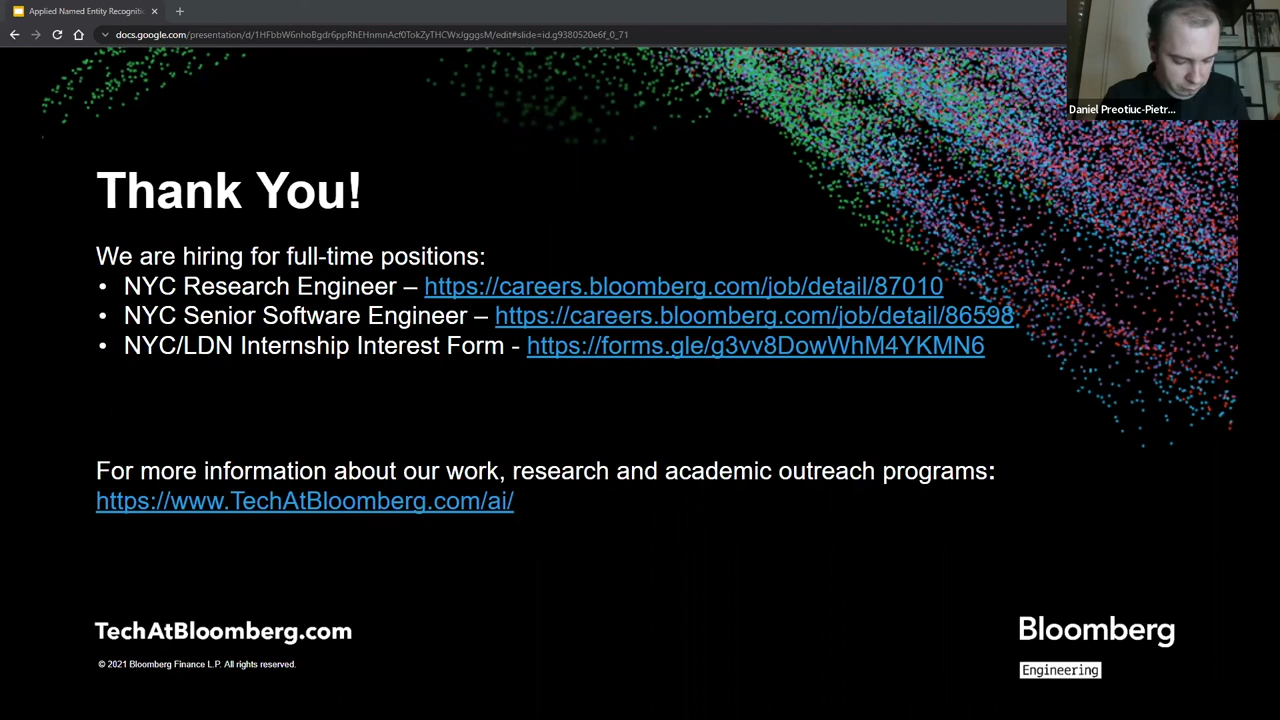 Applied Named Entity Recogniti
docs.google.com/presentation/d/1HFbbW6nhoBgdr6ppRhEHnmnAcf0TokZyTHCWxJgggsM/edit#slide=id.g9380520e6f_0_71
Daniel Preotiuc-Pietr...
Thank You!
We are hiring for full-time positions:
• NYC Research Engineer – https://careers.bloomberg.com/job/detail/87010
• NYC Senior Software Engineer – https://careers.bloomberg.com/job/detail/86598
• NYC/LDN Internship Interest Form - https://forms.gle/g3vv8DowWhM4YKMN6
For more information about our work, research and academic outreach programs:
https://www.TechAtBloomberg.com/ai/
TechAtBloomberg.com
Bloomberg
© 2021 Bloomberg Finance L.P. All rights reserved.
Engineering